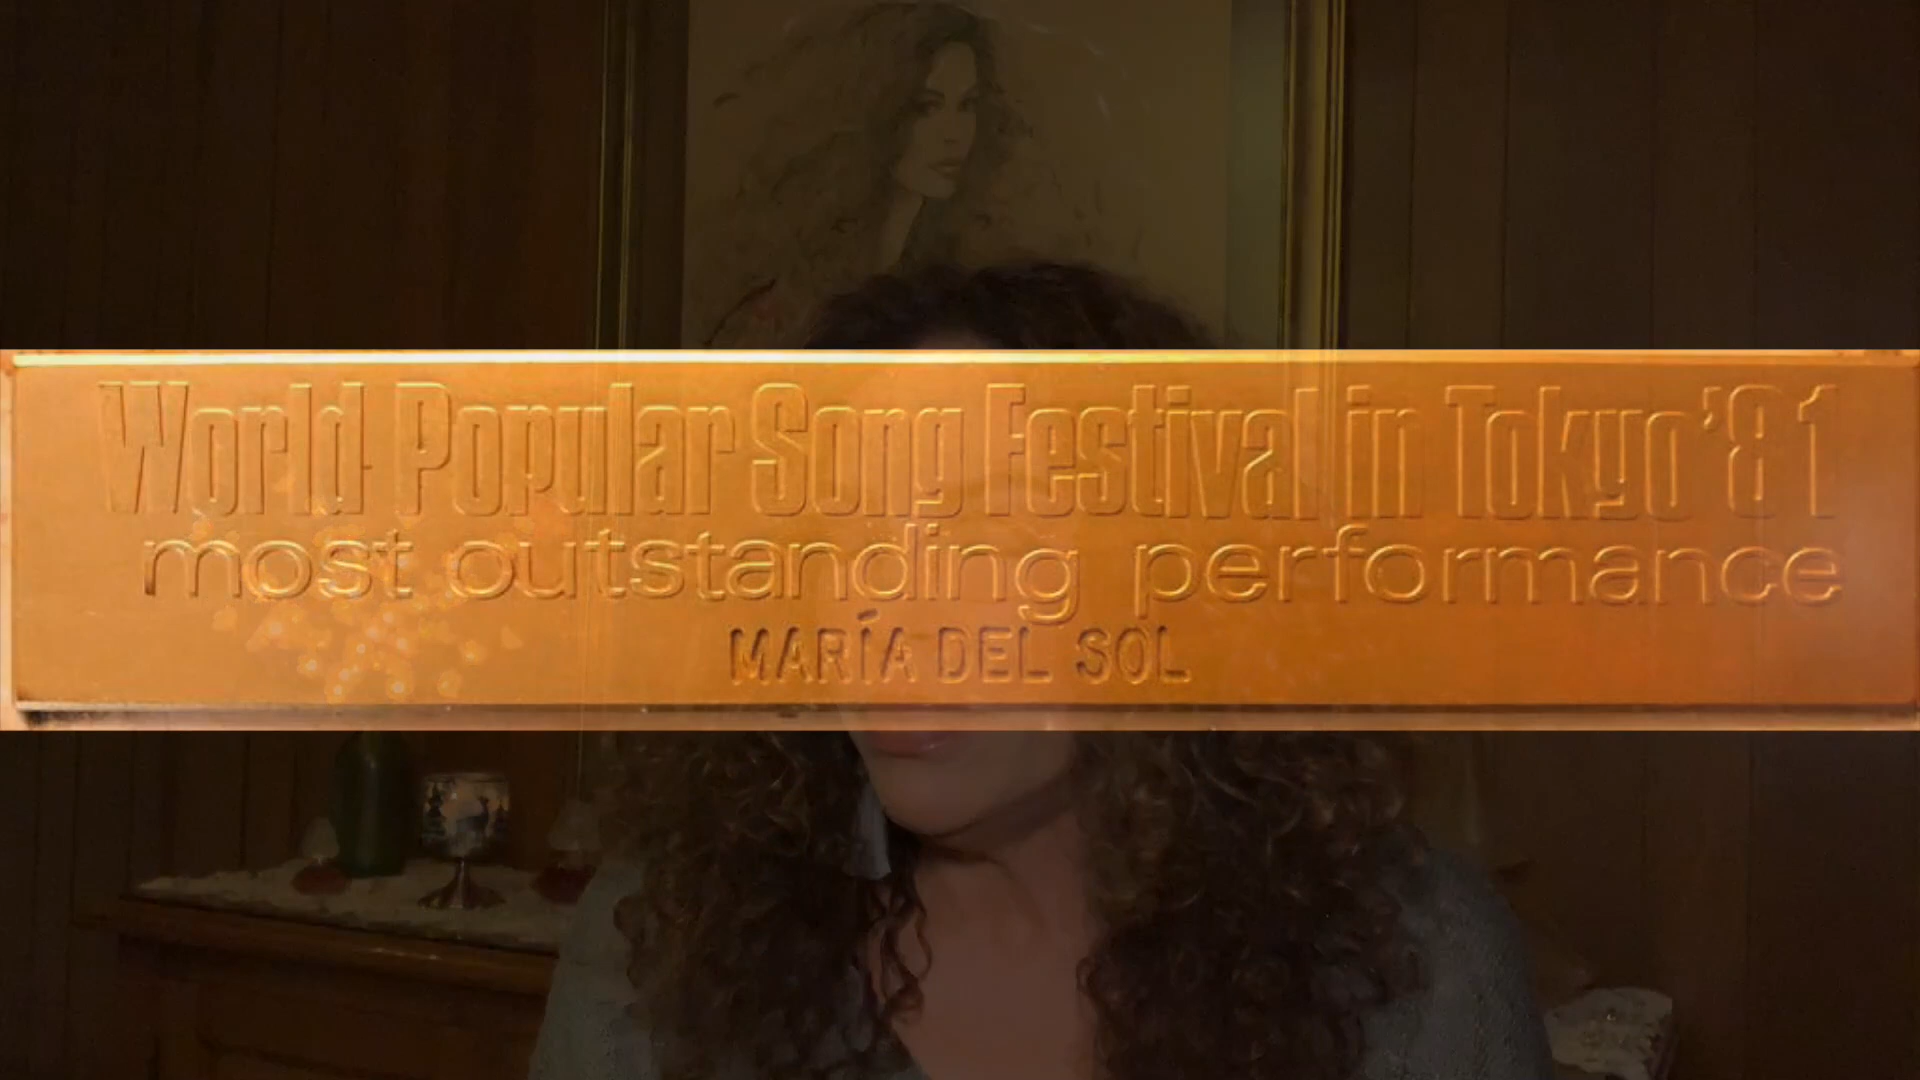 World Popular Song Festival in Tokyo '81
most outstanding performance
MARÍA DEL SOL